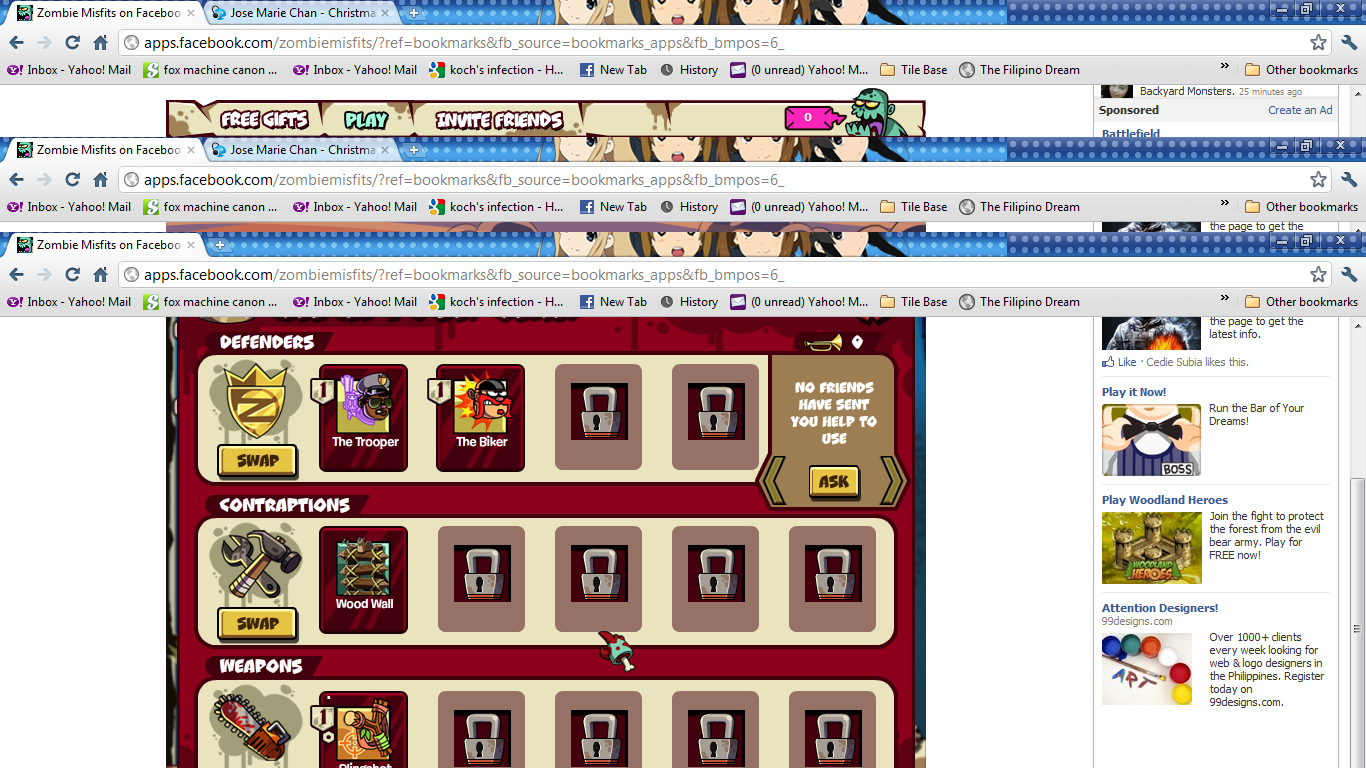 Zombie Misfits on Faceboo
Jose Marie Chan - Christma
apps.facebook.com/zombiemisfits/?ref=bookmarks&fb_source=bookmarks_apps&fb_bmpos=6_
Inbox - Yahoo! Mail
fox machine canon ...
Inbox - Yahoo! Mail
koch's infection - H...
New Tab
History
(0 unread) Yahoo! M...
Tile Base
The Filipino Dream
»
Other bookmarks
FREE GIFTS
PLAY
INVITE FRIENDS
0
Backyard Monsters. 25 minutes ago
Sponsored
Create an Ad
Battlefield
Zombie Misfits on Faceboo
Jose Marie Chan - Christma
apps.facebook.com/zombiemisfits/?ref=bookmarks&fb_source=bookmarks_apps&fb_bmpos=6_
Inbox - Yahoo! Mail
fox machine canon ...
Inbox - Yahoo! Mail
koch's infection - H...
New Tab
History
(0 unread) Yahoo! M...
Tile Base
The Filipino Dream
»
Other bookmarks
the page to get the
Zombie Misfits on Faceboo
apps.facebook.com/zombiemisfits/?ref=bookmarks&fb_source=bookmarks_apps&fb_bmpos=6_
Inbox - Yahoo! Mail
fox machine canon ...
Inbox - Yahoo! Mail
koch's infection - H...
New Tab
History
(0 unread) Yahoo! M...
Tile Base
The Filipino Dream
»
Other bookmarks
DEFENDERS
0
1
The Trooper
1
The Biker
SWAP
NO FRIENDS
HAVE SENT
YOU HELP TO
USE
ASK
CONTRAPTIONS
Wood Wall
SWAP
WEAPONS
1
Slingshot
the page to get the
latest info.
Like · Cedie Subia likes this.
Play it Now!
Run the Bar of Your
Dreams!
BOSS
Play Woodland Heroes
Join the fight to protect
the forest from the evil
bear army. Play for
FREE now!
WOODLAND
HEROES
Attention Designers!
99designs.com
Over 1000+ clients
every week looking for
web & logo designers in
the Philippines. Register
today on
99designs.com.
ART